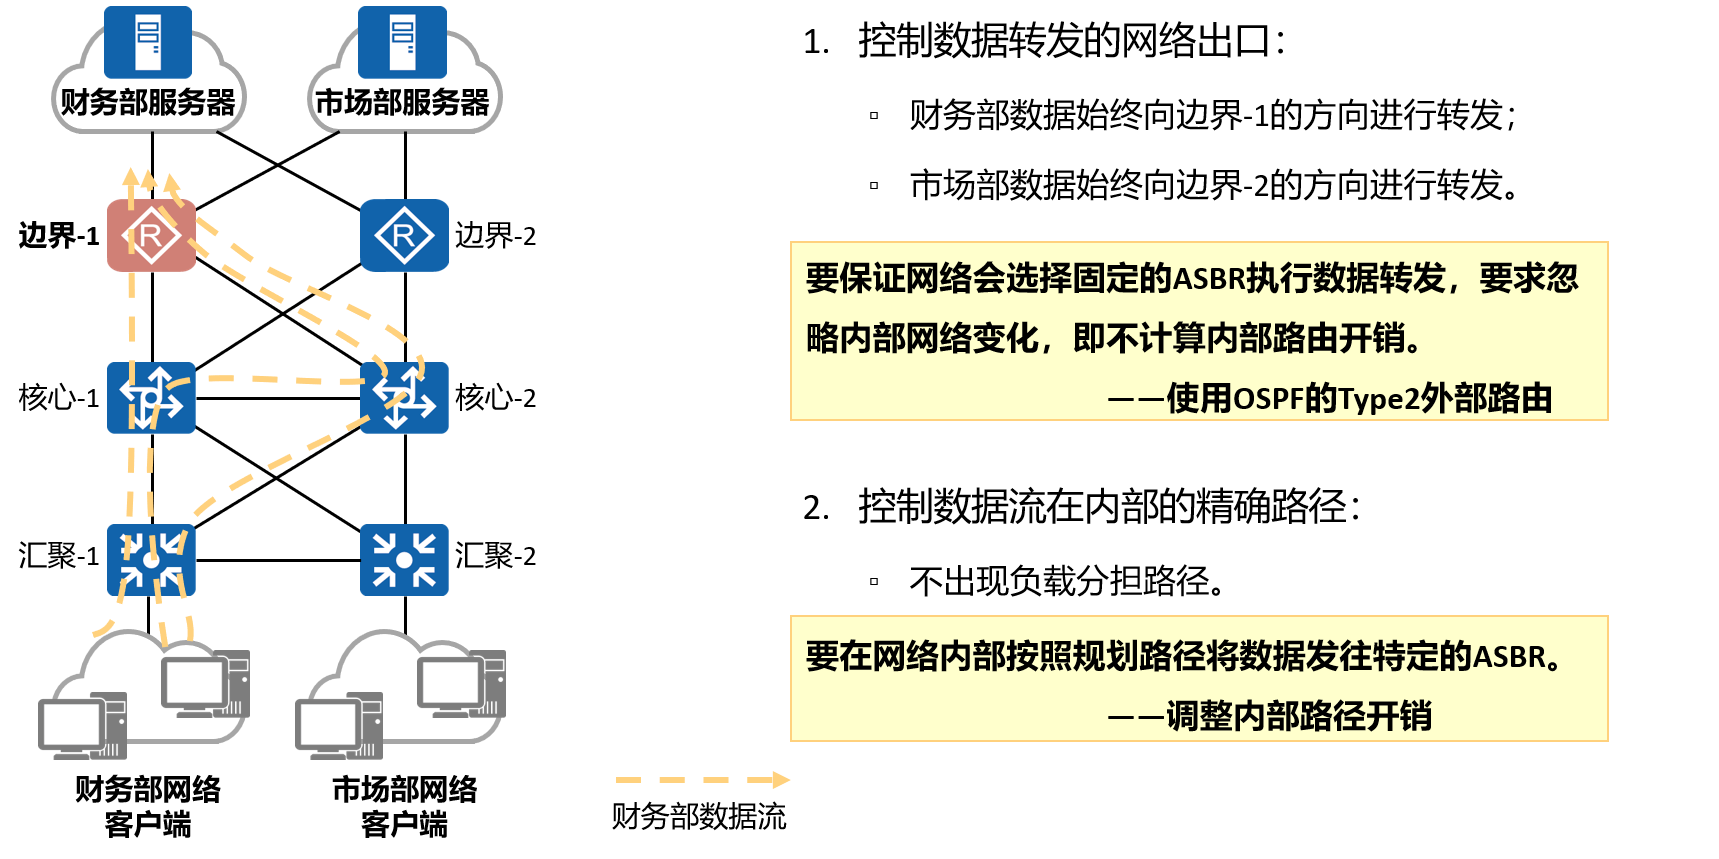 财务部服务器
市场部服务器
边界-1
R
R
边界-2
核心-1
核心-2
汇聚-1
汇聚-2
财务部网络
客户端
市场部网络
客户端
财务部数据流
1. 控制数据转发的网络出口：
▫ 财务部数据始终向边界-1的方向进行转发；
▫ 市场部数据始终向边界-2的方向进行转发。
要保证网络会选择固定的ASBR执行数据转发，要求忽
略内部网络变化，即不计算内部路由开销。
——使用OSPF的Type2外部路由
2. 控制数据流在内部的精确路径：
▫ 不出现负载分担路径。
要在网络内部按照规划路径将数据发往特定的ASBR。
——调整内部路径开销